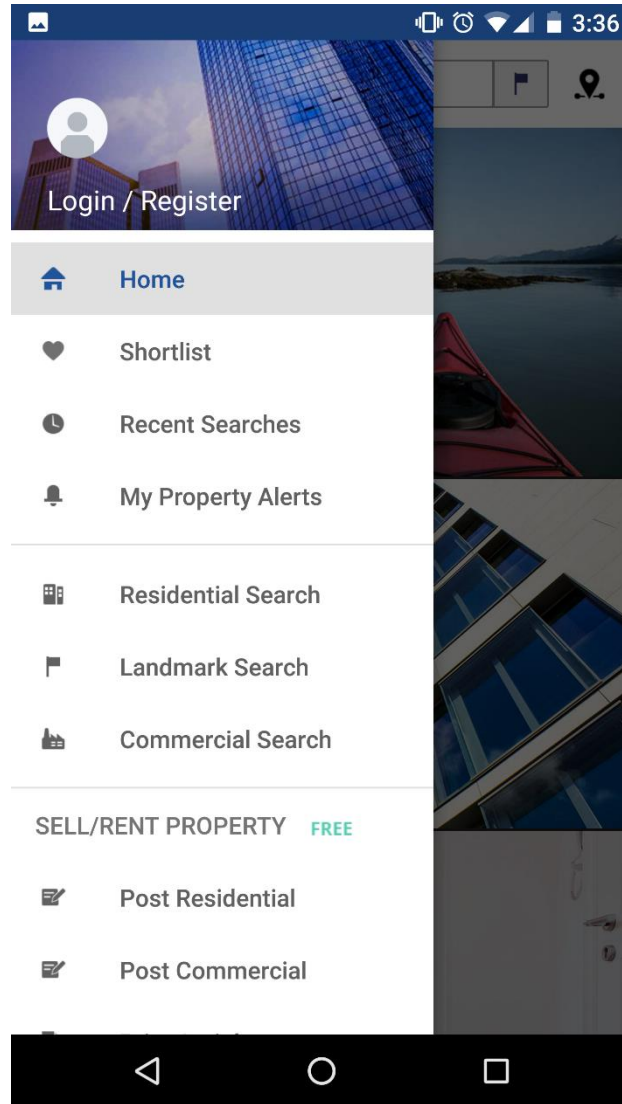 3:36
Login / Register
Home
Shortlist
Recent Searches
My Property Alerts
Residential Search
Landmark Search
Commercial Search
SELL/RENT PROPERTY FREE
Post Residential
Post Commercial